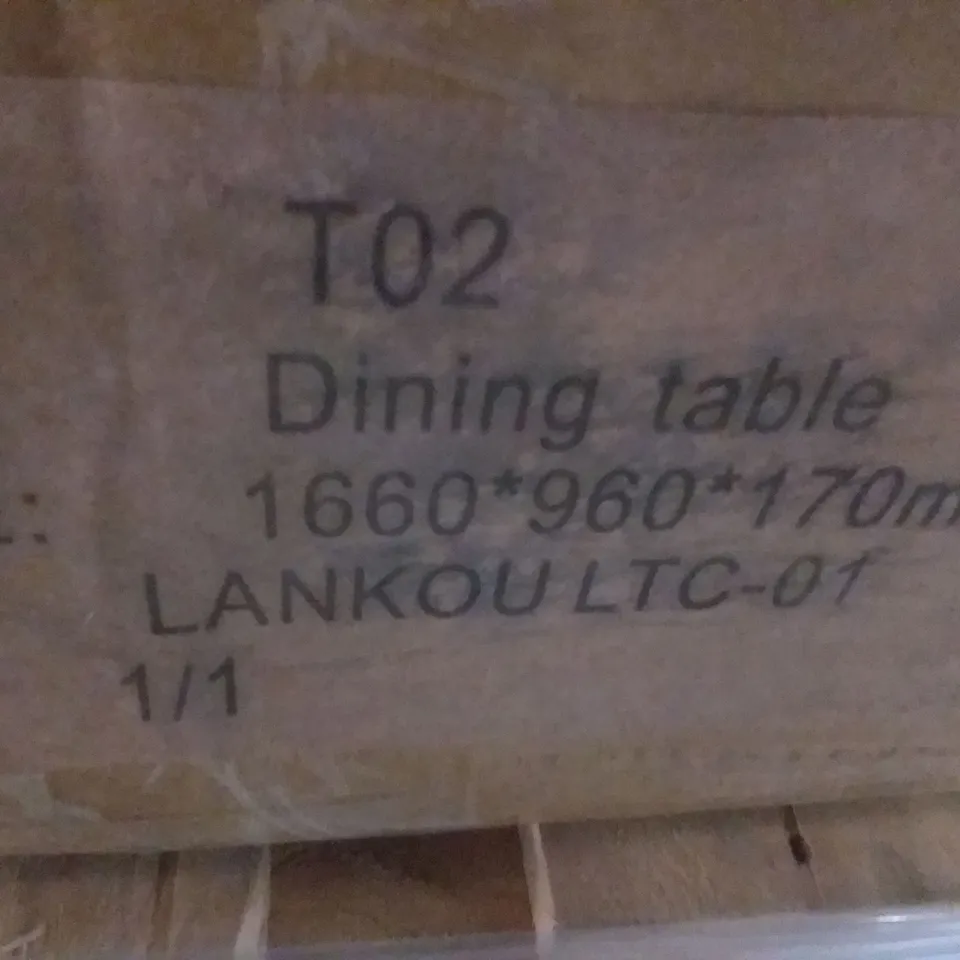 T02
Dining table
1660*960*170m
LANKOU LTC-01
1/1